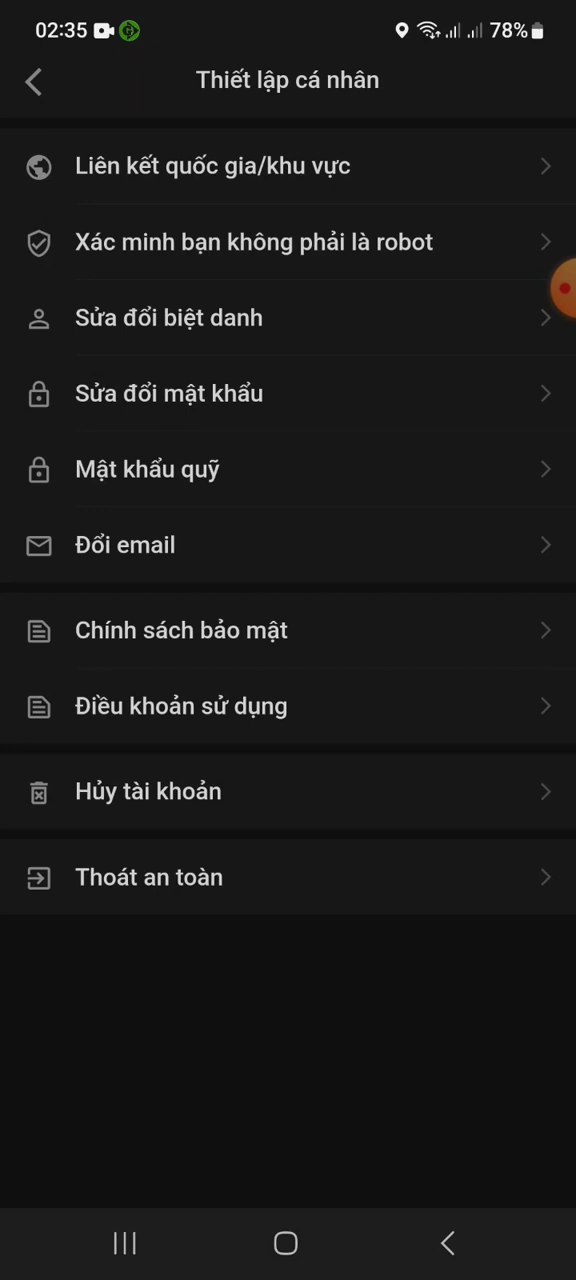 02:35
78%
Thiết lập cá nhân
Liên kết quốc gia/khu vực
Xác minh bạn không phải là robot
Sửa đổi biệt danh
Sửa đổi mật khẩu
Mật khẩu quỹ
Đổi email
Chính sách bảo mật
Điều khoản sử dụng
Hủy tài khoản
Thoát an toàn